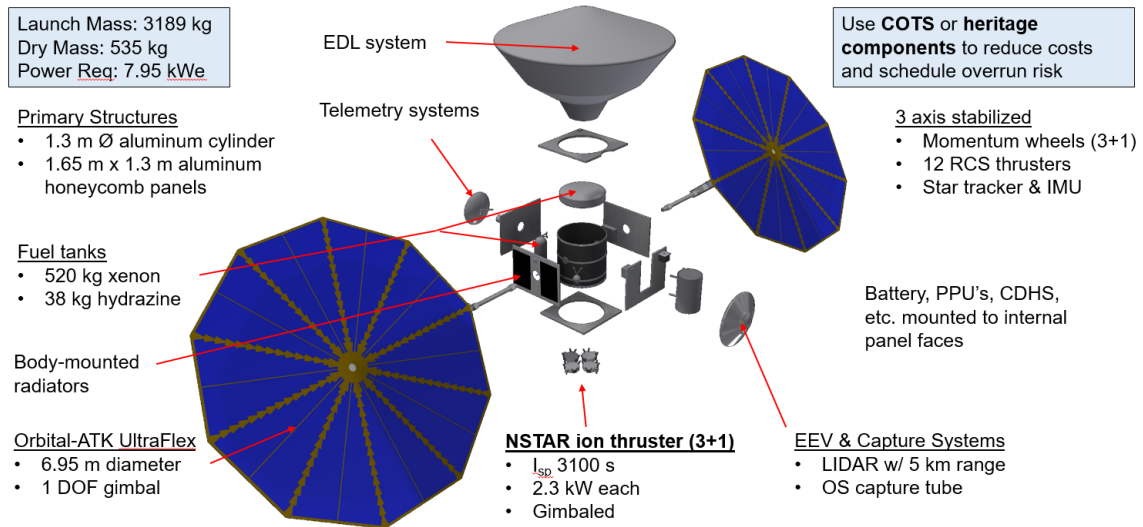 Launch Mass: 3189 kg
Dry Mass: 535 kg
Power Req: 7.95 kWe
EDL system
Use COTS or heritage
components to reduce costs
and schedule overrun risk
Telemetry systems
Primary Structures
• 1.3 m Ø aluminum cylinder
• 1.65 m x 1.3 m aluminum
honeycomb panels
3 axis stabilized
• Momentum wheels (3+1)
• 12 RCS thrusters
• Star tracker & IMU
Fuel tanks
• 520 kg xenon
• 38 kg hydrazine
Battery, PPU's, CDHS,
etc. mounted to internal
panel faces
Body-mounted
radiators
Orbital-ATK UltraFlex
• 6.95 m diameter
• 1 DOF gimbal
NSTAR ion thruster (3+1)
• Isp 3100 s
• 2.3 kW each
• Gimbaled
EEV & Capture Systems
• LIDAR w/ 5 km range
• OS capture tube